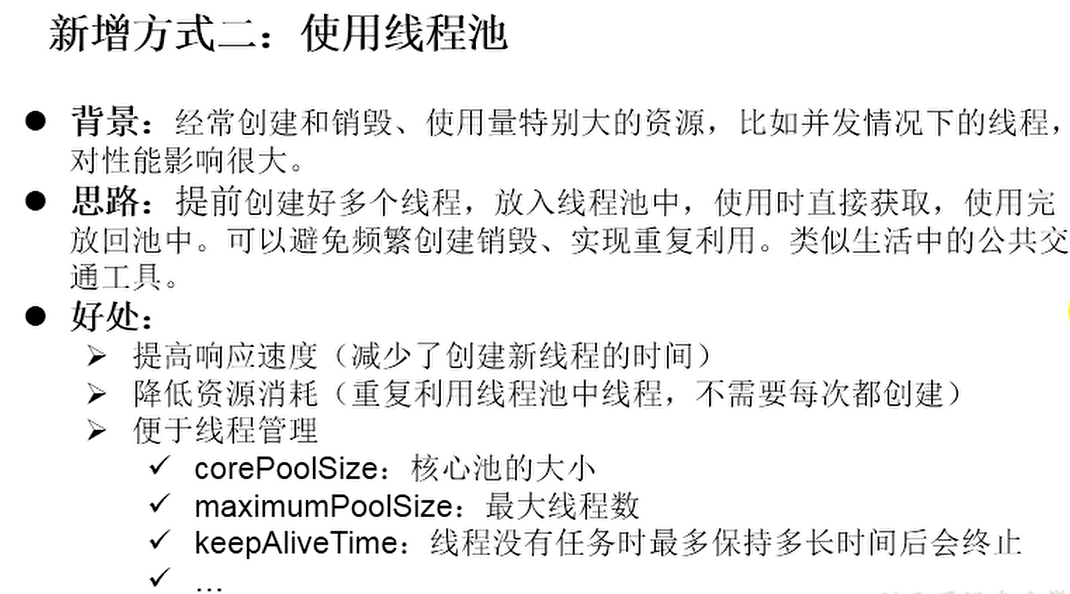 新增方式二：使用线程池
背景：经常创建和销毁、使用量特别大的资源，比如并发情况下的线程，
对性能影响很大。
思路：提前创建好多个线程，放入线程池中，使用时直接获取，使用完
放回池中。可以避免频繁创建销毁、实现重复利用。类似生活中的公共交
通工具。
好处：
提高响应速度（减少了创建新线程的时间）
降低资源消耗（重复利用线程池中线程，不需要每次都创建）
便于线程管理
corePoolSize：核心池的大小
maximumPoolSize：最大线程数
keepAliveTime：线程没有任务时最多保持多长时间后会终止
…